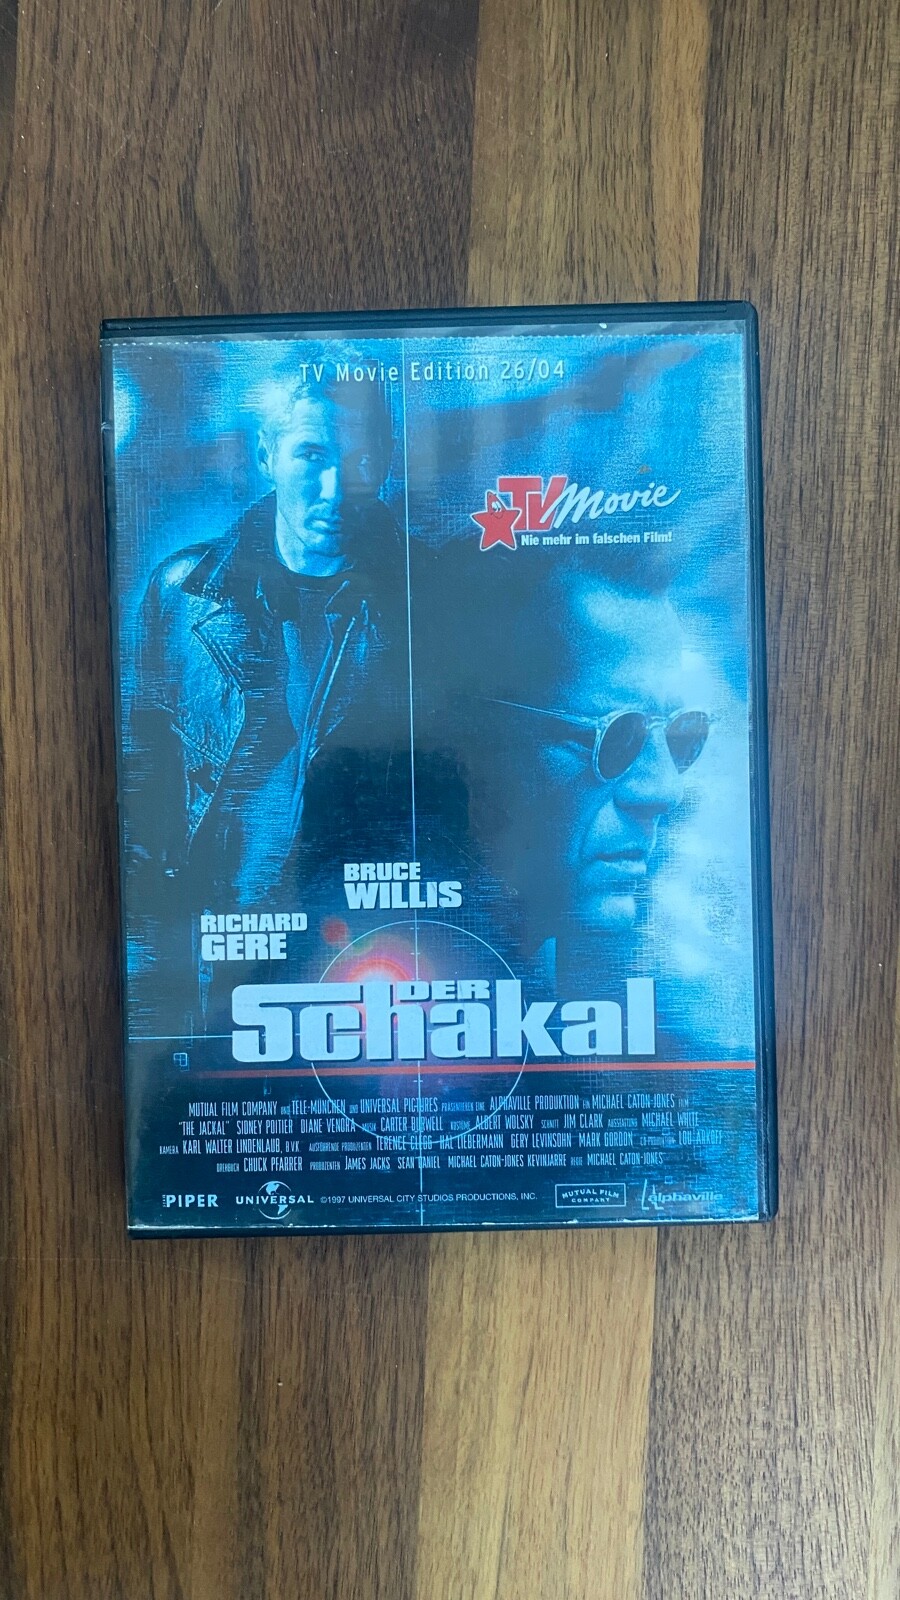 TV Movie Edition 26/04
TV Movie
Nie mehr im falschen Film!
BRUCE
WILLIS
RICHARD
GERE
DER
Schakal
MUTUAL FILM COMPANY UND TELE-MÜNCHEN UND UNIVERSAL PICTURES PRÄSENTIEREN EINE ALPHAVILLE PRODUKTION EIN MICHAEL CATON-JONES FILM
"THE JACKAL" SIDNEY POITIER DIANE VENORA MUSIK CARTER BURWELL KOSTÜME ALBERT WOLSKY SCHNITT JIM CLARK AUSSTATTUNG MICHAEL WHITE
KAMERA KARL WALTER LINDENLAUB, BVK AUSFÜHRENDE PRODUZENTEN TERENCE CLEGG HAL LIEBERMANN GERY LEVINSOHN MARK GORDON CO-PRODUZENT LOU ARKOFF
DREHBUCH CHUCK PFARRER PRODUZENTEN JAMES JACKS SEAN DANIEL MICHAEL CATON-JONES KEVIN JARRE REGIE MICHAEL CATON-JONES
PIPER UNIVERSAL ©1997 UNIVERSAL CITY STUDIOS PRODUCTIONS, INC. MUTUAL FILM COMPANY alphaville